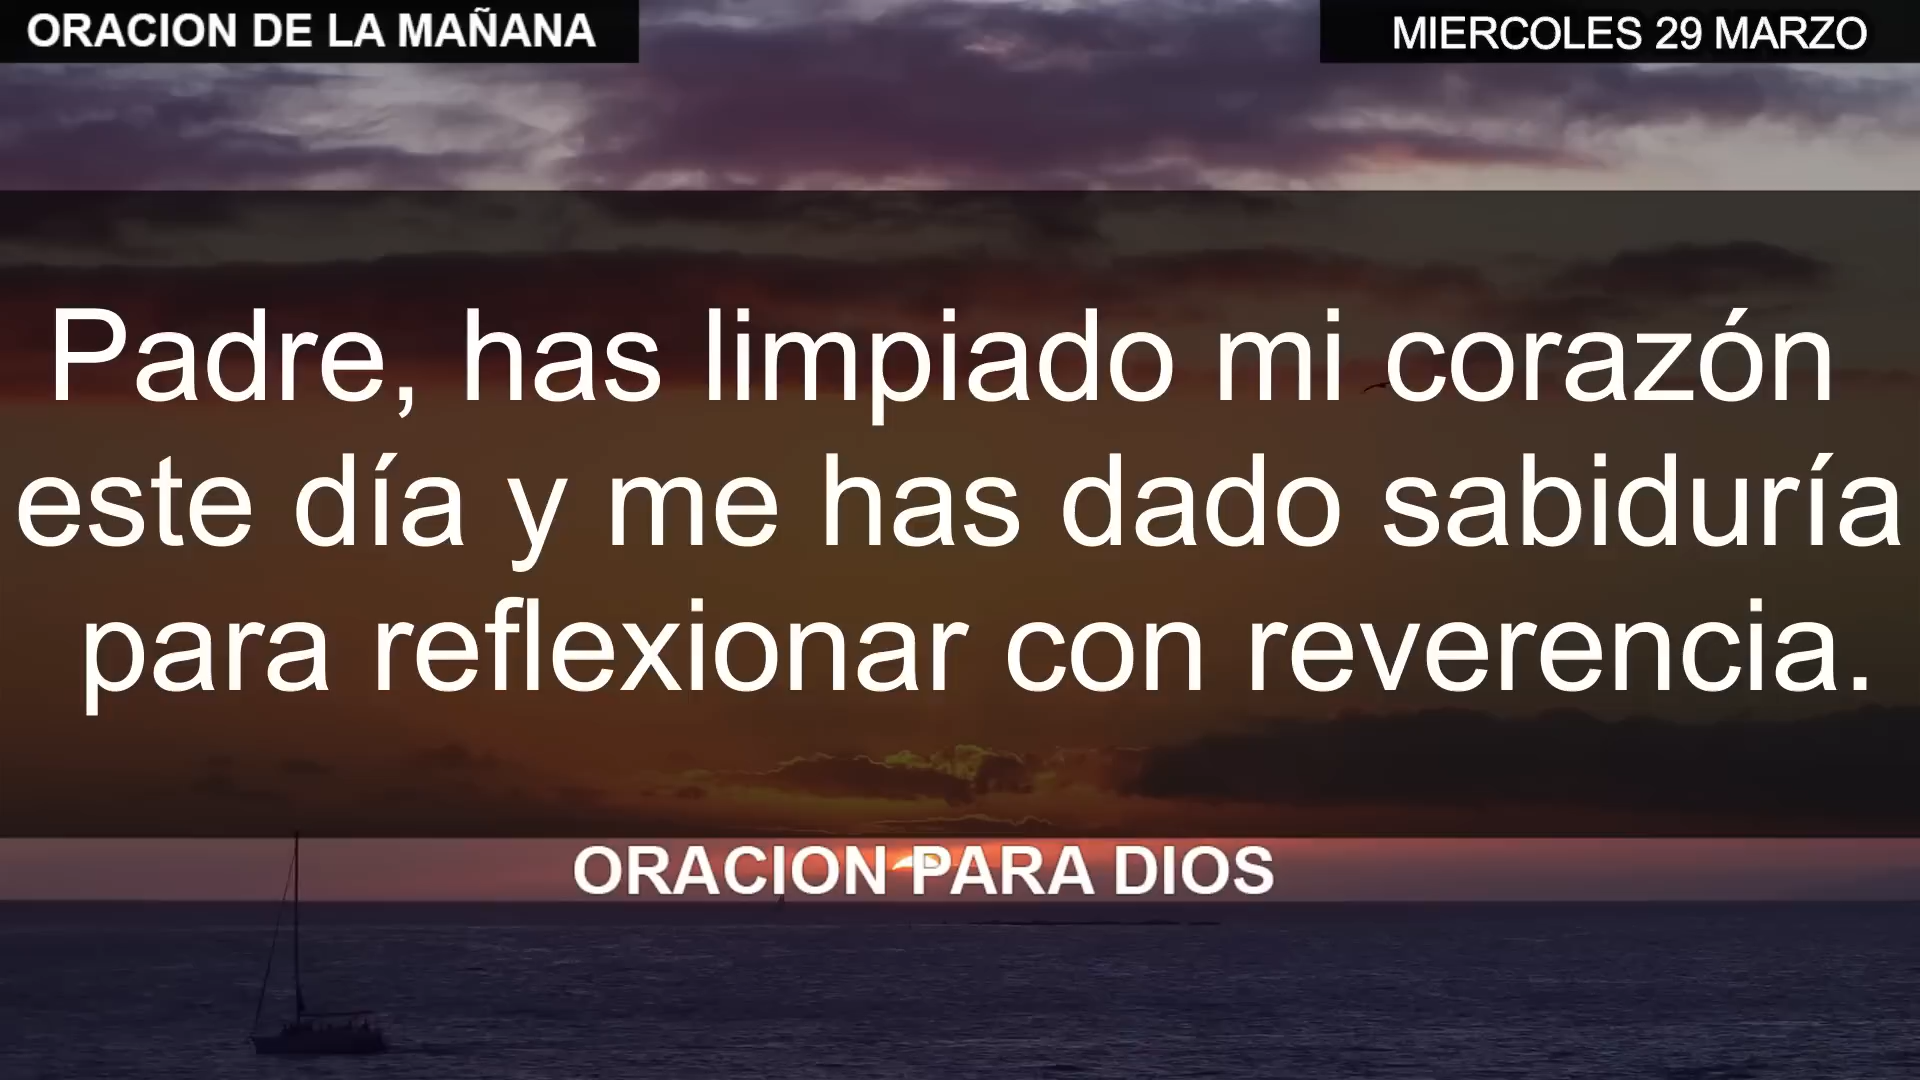 ORACION DE LA MAÑANA
MIERCOLES 29 MARZO
Padre, has limpiado mi corazón
este día y me has dado sabiduría
para reflexionar con reverencia.
ORACION PARA DIOS